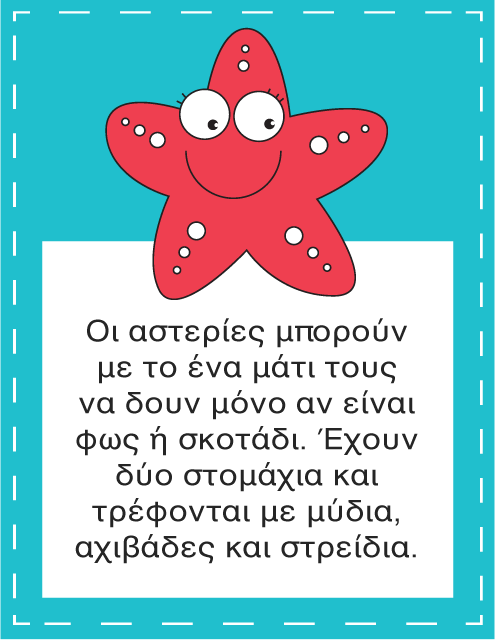 Οι αστερίες μπορούν
με το ένα μάτι τους
να δουν μόνο αν είναι
φως ή σκοτάδι. Έχουν
δύο στομάχια και
τρέφονται με μύδια,
αχιβάδες και στρείδια.